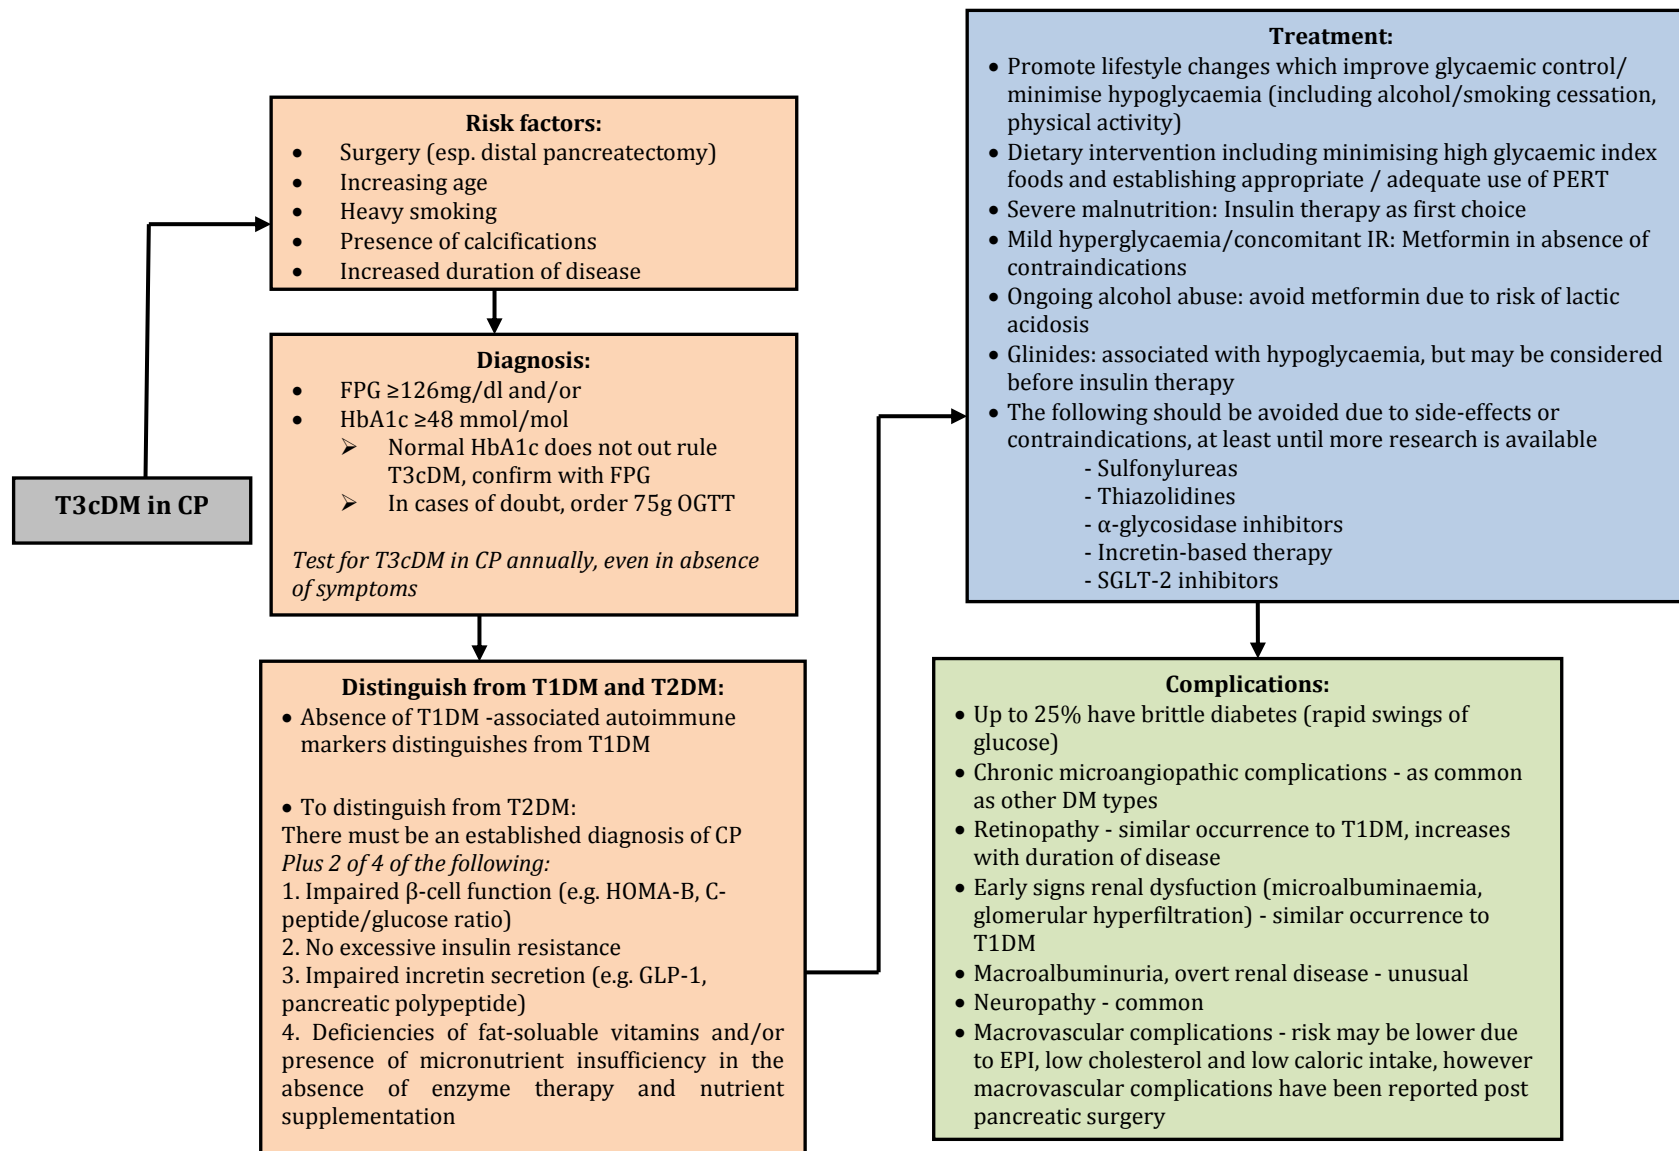 T3cDM in CP
Risk factors:
• Surgery (esp. distal pancreatectomy)
• Increasing age
• Heavy smoking
• Presence of calcifications
• Increased duration of disease
Diagnosis:
• FPG ≥126mg/dl and/or
• HbA1c ≥48 mmol/mol
➢ Normal HbA1c does not out rule
T3cDM, confirm with FPG
➢ In cases of doubt, order 75g OGTT
Test for T3cDM in CP annually, even in absence
of symptoms
Distinguish from T1DM and T2DM:
• Absence of T1DM -associated autoimmune
markers distinguishes from T1DM
• To distinguish from T2DM:
There must be an established diagnosis of CP
Plus 2 of 4 of the following:
1. Impaired β-cell function (e.g. HOMA-B, C-
peptide/glucose ratio)
2. No excessive insulin resistance
3. Impaired incretin secretion (e.g. GLP-1,
pancreatic polypeptide)
4. Deficiencies of fat-soluable vitamins and/or
presence of micronutrient insufficiency in the
absence of enzyme therapy and nutrient
supplementation
Treatment:
• Promote lifestyle changes which improve glycaemic control/
minimise hypoglycaemia (including alcohol/smoking cessation,
physical activity)
• Dietary intervention including minimising high glycaemic index
foods and establishing appropriate / adequate use of PERT
• Severe malnutrition: Insulin therapy as first choice
• Mild hyperglycaemia/concomitant IR: Metformin in absence of
contraindications
• Ongoing alcohol abuse: avoid metformin due to risk of lactic
acidosis
• Glinides: associated with hypoglycaemia, but may be considered
before insulin therapy
• The following should be avoided due to side-effects or
contraindications, at least until more research is available
- Sulfonylureas
- Thiazolidines
- α-glycosidase inhibitors
- Incretin-based therapy
- SGLT-2 inhibitors
Complications:
• Up to 25% have brittle diabetes (rapid swings of
glucose)
• Chronic microangiopathic complications - as common
as other DM types
• Retinopathy - similar occurrence to T1DM, increases
with duration of disease
• Early signs renal dysfuction (microalbuminaemia,
glomerular hyperfiltration) - similar occurrence to
T1DM
• Macroalbuminuria, overt renal disease - unusual
• Neuropathy - common
• Macrovascular complications - risk may be lower due
to EPI, low cholesterol and low caloric intake, however
macrovascular complications have been reported post
pancreatic surgery